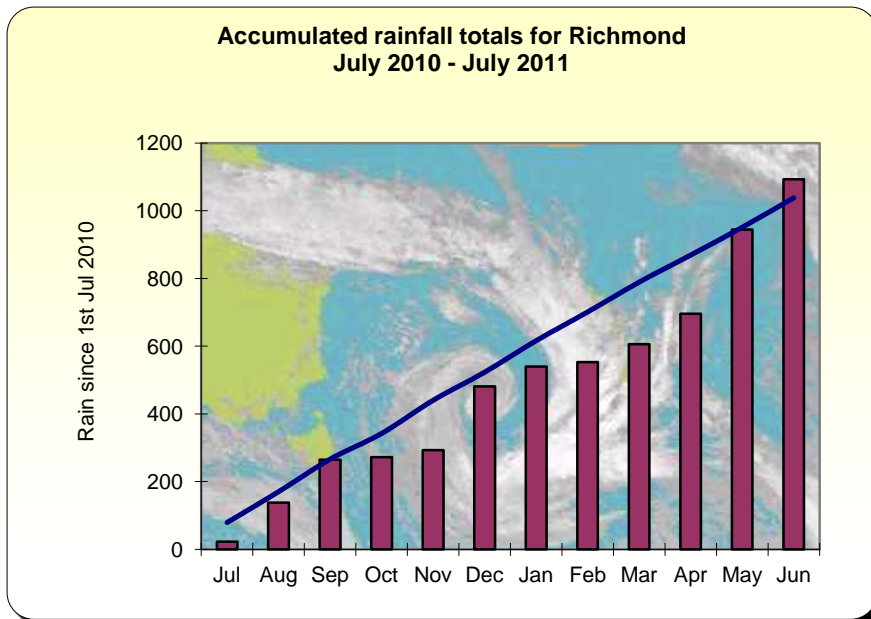 Accumulated rainfall totals for Richmond
July 2010 - July 2011
1200
1000
800
600
400
200
0
Rain since 1st Jul 2010
Jul Aug Sep Oct Nov Dec Jan Feb Mar Apr May Jun